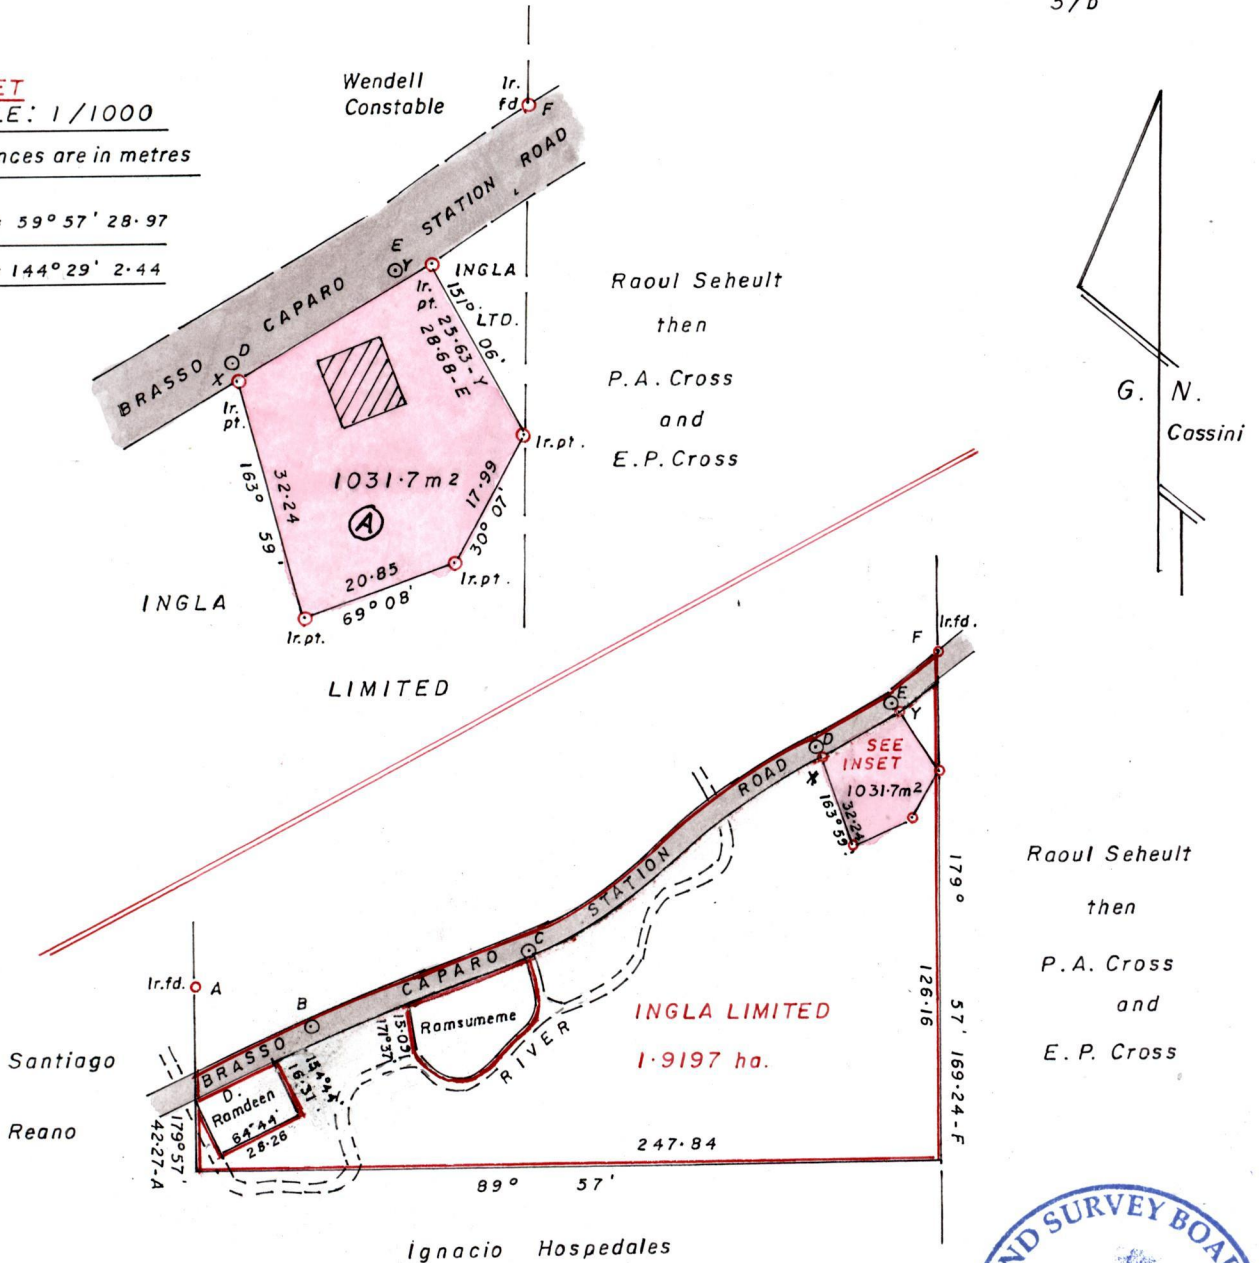 3/b
ET
LE: 1/1000
nces are in metres
59°57' 28.97
144°29' 2.44
Wendell
Constable
Ir.
fd
F
BRASSO CAPARO STATION ROAD
E
Y
D
X
Ir.
pt.
INGLA
LTD.
Ir.
pt.
151° 06'
25.63-Y
28.68-E
Raoul Seheult
then
P.A. Cross
and
E.P. Cross
Ir.pt.
1031.7m2
A
32.24
163° 59'
17.99
30° 07'
20.85
69° 08'
Ir.pt.
Ir.pt.
INGLA
LIMITED
G. N.
Cassini
F
Ir.fd.
E
Y
D
SEE
INSET
1031.7m2
32.24
163°59'
BRASSO CAPARO STATION ROAD
C
B
Ir.fd.
A
Ramsumeme
15.031
171°37'
RIVER
INGLA LIMITED
1.9197 ha.
179° 57' 169.24-F
126.16
Raoul Seheult
then
P.A. Cross
and
E.P. Cross
Santiago
Reano
D.
Ramdeen
64°44'
28.26
154°44'
16.31
179°57'
42.27-A
247.84
89° 57'
Ignacio Hospedales
ND SURVEY BOA